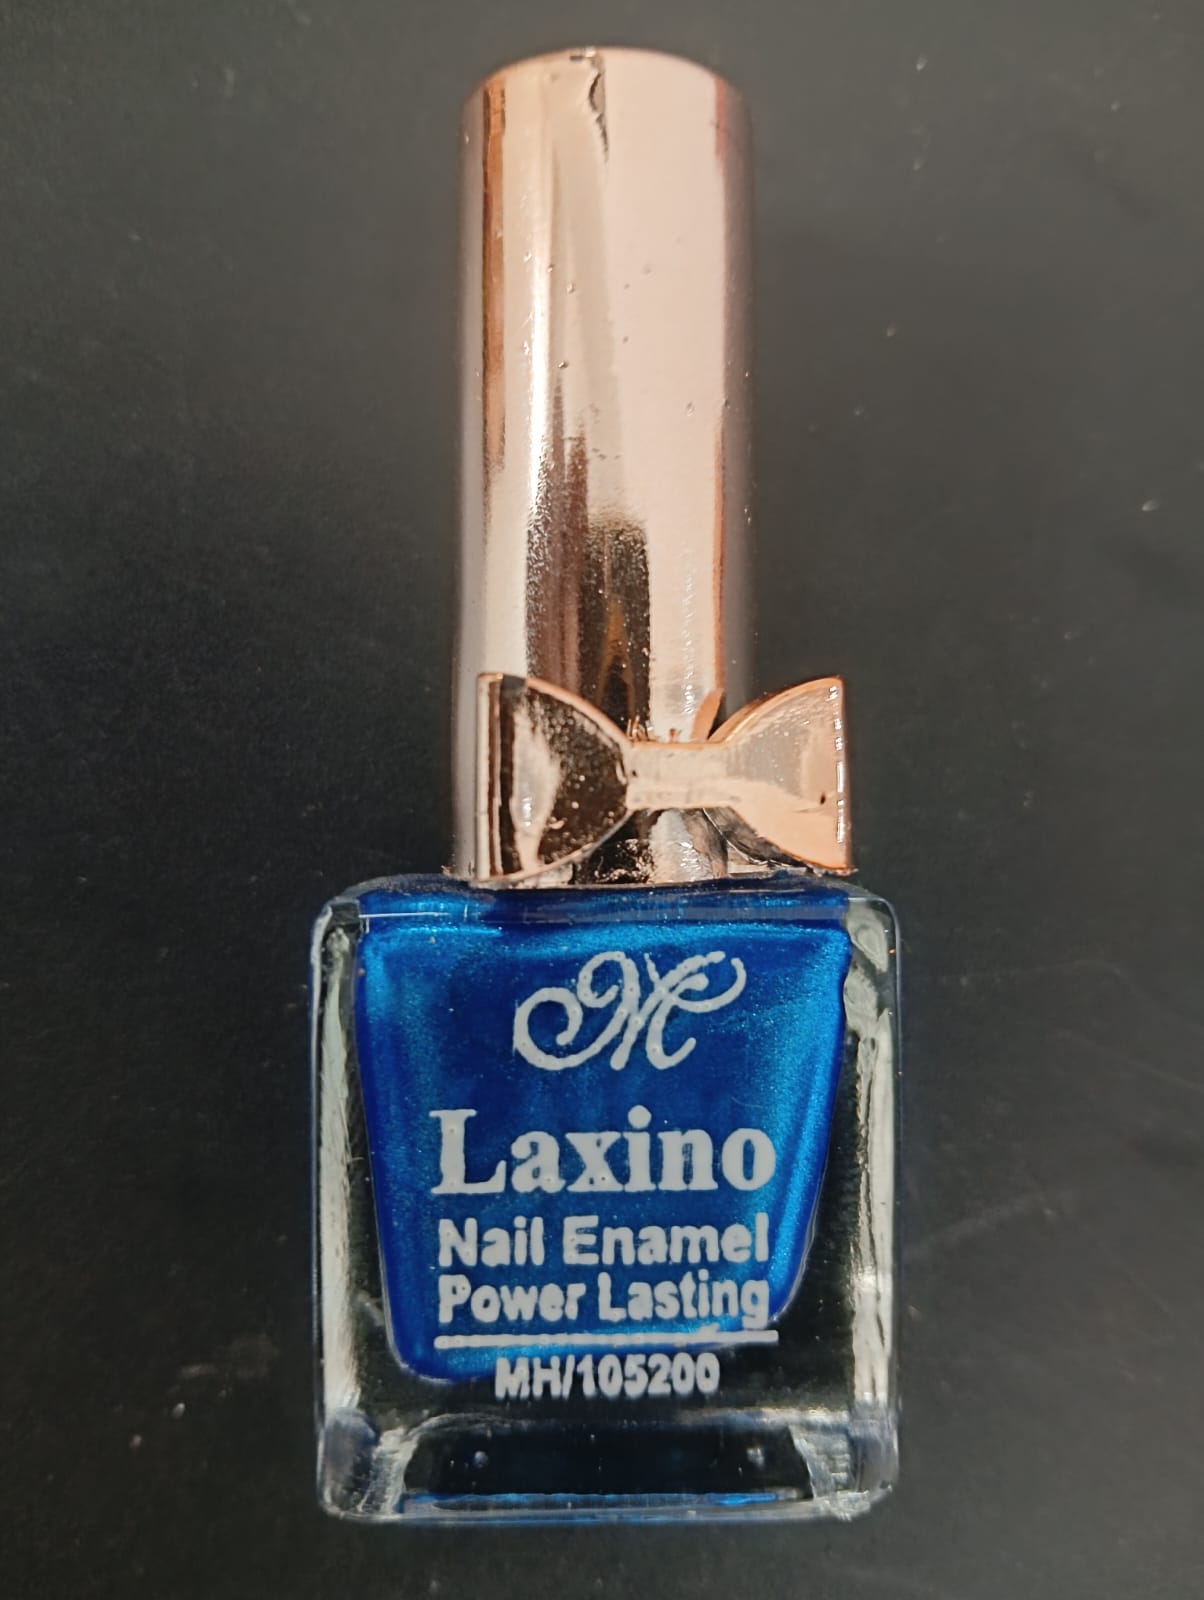 M
Laxino
Nail Enamel
Power Lasting
MH/105200